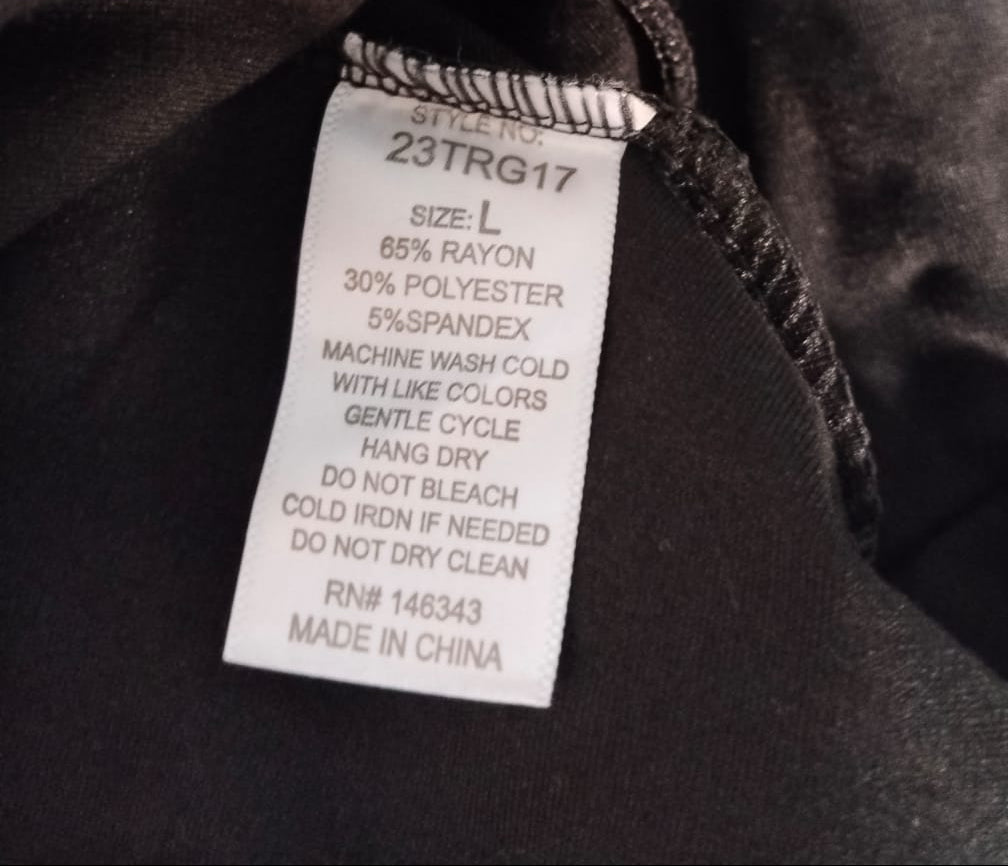 STYLE NO:
23TRG17
SIZE: L
65% RAYON
30% POLYESTER
5%SPANDEX
MACHINE WASH COLD
WITH LIKE COLORS
GENTLE CYCLE
HANG DRY
DO NOT BLEACH
COLD IRDN IF NEEDED
DO NOT DRY CLEAN
RN# 146343
MADE IN CHINA